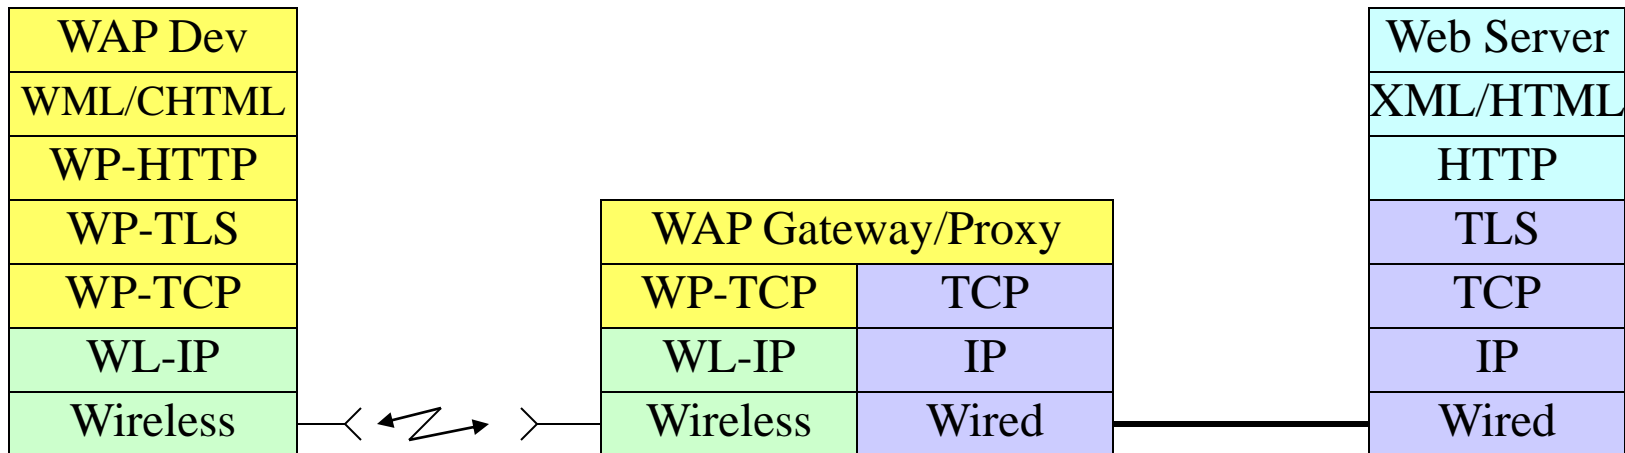 WAP Dev
WML/CHTML
WP-HTTP
WP-TLS
WP-TCP
WL-IP
Wireless
WAP Gateway/Proxy
WP-TCP TCP
WL-IP IP
Wireless Wired
Web Server
XML/HTML
HTTP
TLS
TCP
IP
Wired